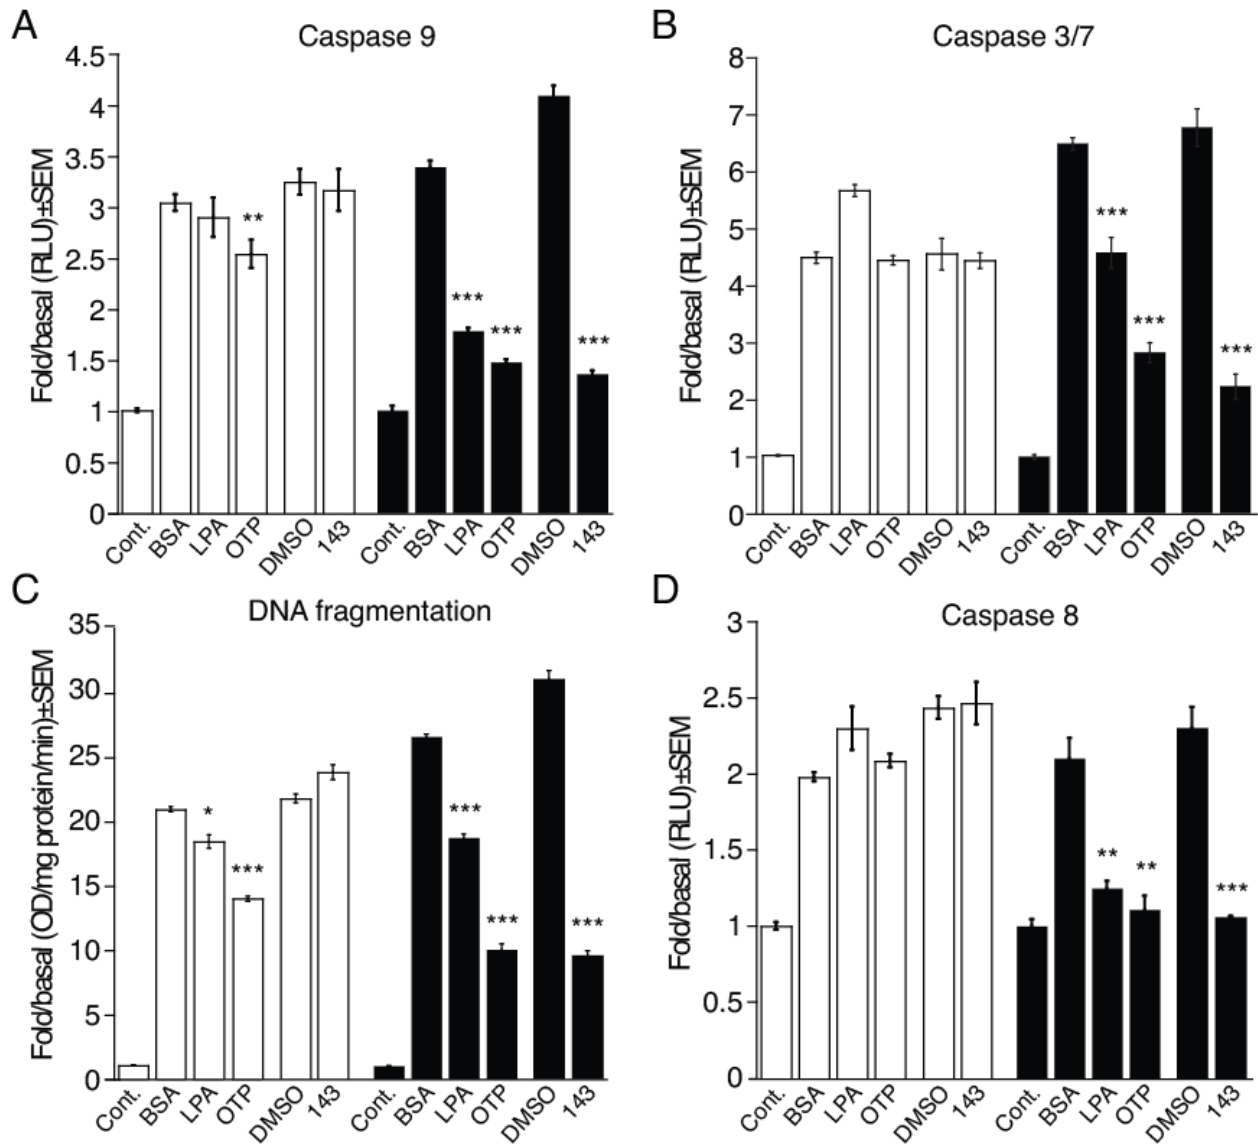 A
Caspase 9
Fold/basal (RLU)±SEM
4.5
4
3.5
3
2.5
2
1.5
1
0.5
0
**
***
***
***
Cont.
BSA
LPA
OTP
DMSO
143
Cont.
BSA
LPA
OTP
DMSO
143
B
Caspase 3/7
Fold/basal (RLU)±SEM
8
7
6
5
4
3
2
1
0
***
***
***
Cont.
BSA
LPA
OTP
DMSO
143
Cont.
BSA
LPA
OTP
DMSO
143
C
DNA fragmentation
Fold/basal (OD/mg protein/min)±SEM
35
30
25
20
15
10
5
0
*
***
***
***
***
Cont.
BSA
LPA
OTP
DMSO
143
Cont.
BSA
LPA
OTP
DMSO
143
D
Caspase 8
Fold/basal (RLU)±SEM
3
2.5
2
1.5
1
0.5
0
**
**
***
Cont.
BSA
LPA
OTP
DMSO
143
Cont.
BSA
LPA
OTP
DMSO
143